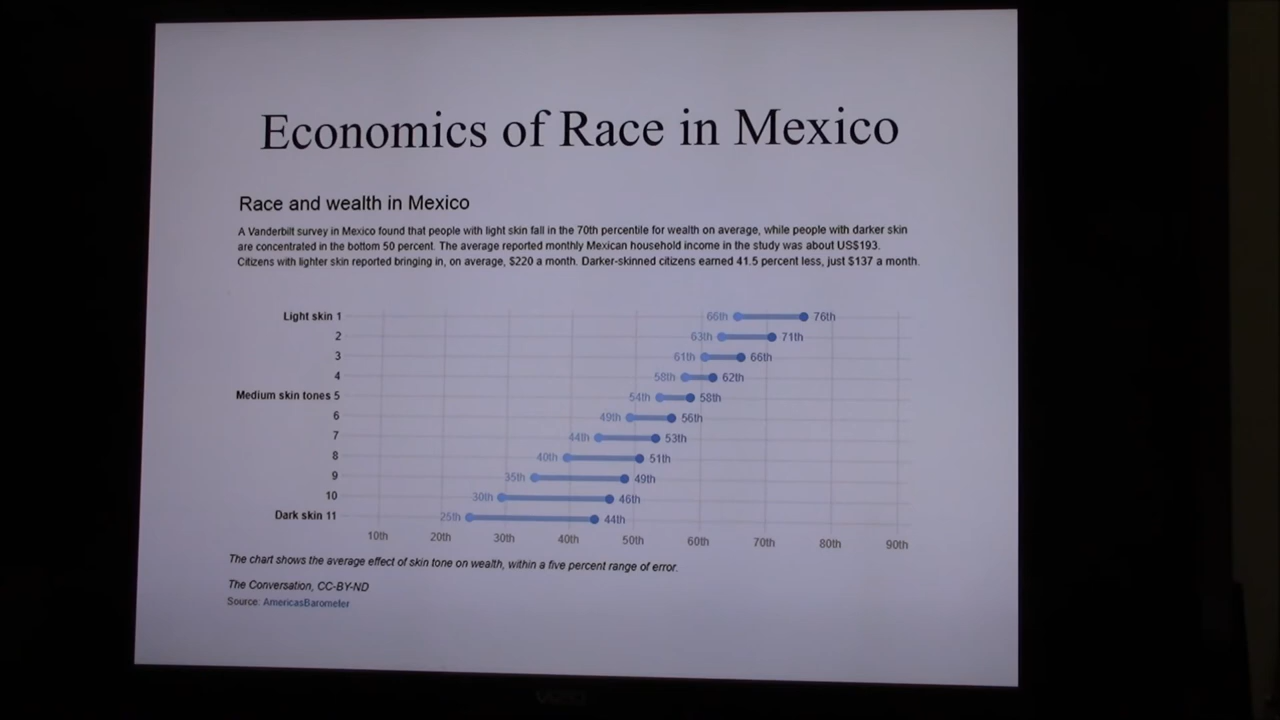 Economics of Race in Mexico
Race and wealth in Mexico
A Vanderbilt survey in Mexico found that people with light skin fall in the 70th percentile for wealth on average, while people with darker skin
are concentrated in the bottom 50 percent. The average reported monthly Mexican household income in the study was about US$193.
Citizens with lighter skin reported bringing in, on average, $220 a month. Darker-skinned citizens earned 41.5 percent less, just $137 a month.
Light skin 1 66th 76th
2 63th 71th
3 61th 66th
4 58th 62th
Medium skin tones 5 54th 58th
6 49th 56th
7 44th 53th
8 40th 51th
9 35th 49th
10 30th 46th
Dark skin 11 25th 44th
10th 20th 30th 40th 50th 60th 70th 80th 90th
The chart shows the average effect of skin tone on wealth, within a five percent range of error.
The Conversation, CC-BY-ND
Source: AmericasBarometer